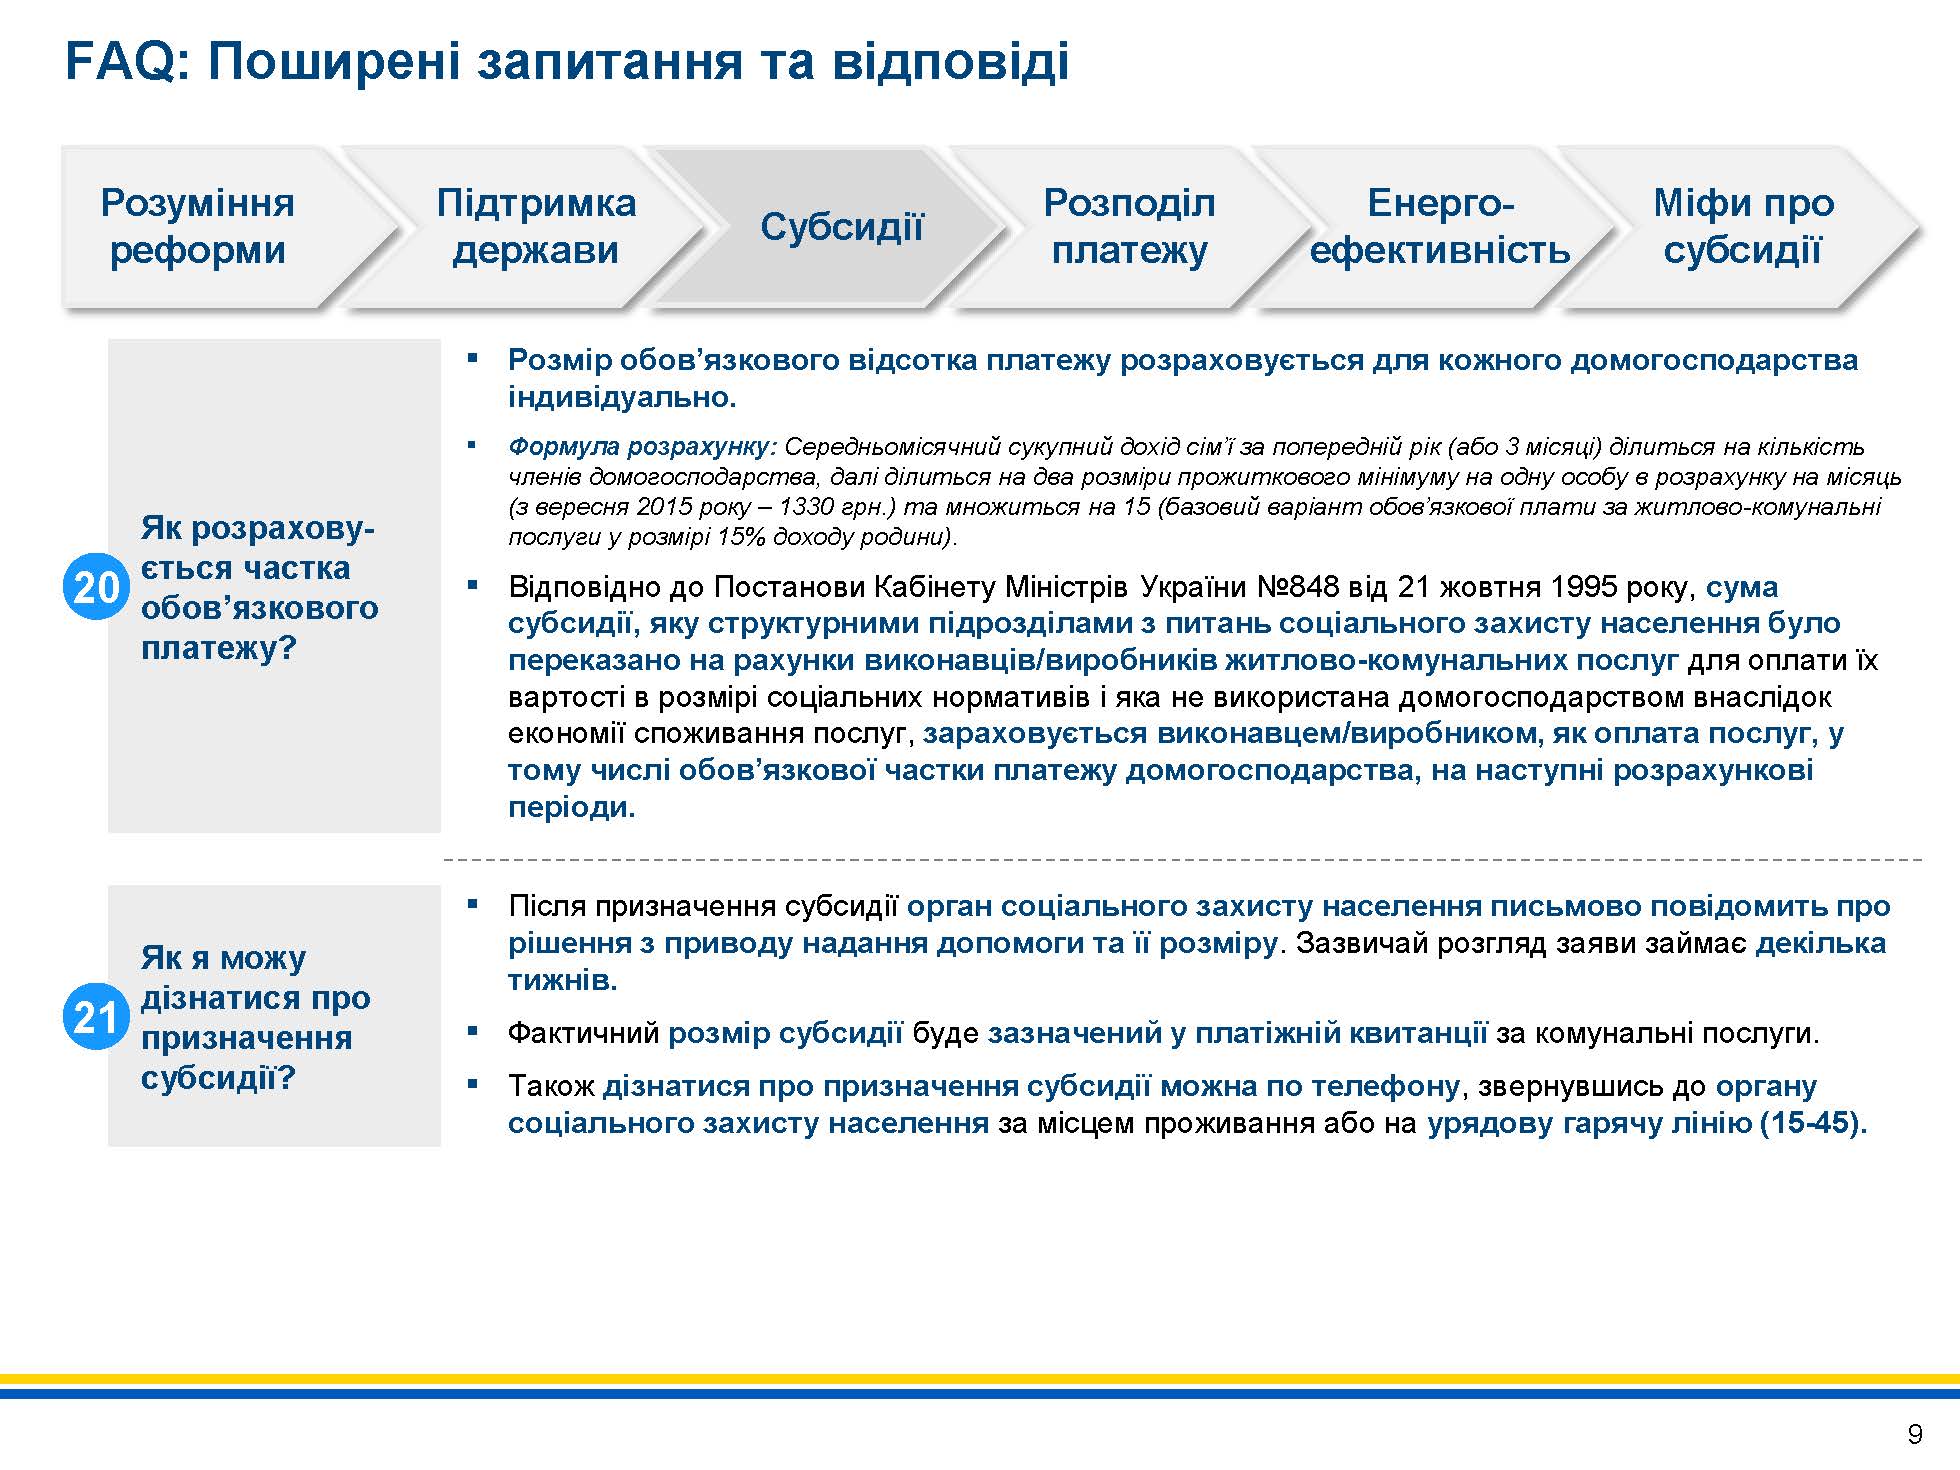 FAQ: Поширені запитання та відповіді
Розуміння
реформи
Підтримка
держави
Субсидії
Розподіл
платежу
Енерго-
ефективність
Міфи про
субсидії
20
Як розрахову-
ється частка
обов’язкового
платежу?
▪ Розмір обов’язкового відсотка платежу розраховується для кожного домогосподарства
індивідуально.
▪ Формула розрахунку: Середньомісячний сукупний дохід сім’ї за попередній рік (або 3 місяці) ділиться на кількість
членів домогосподарства, далі ділиться на два розміри прожиткового мінімуму на одну особу в розрахунку на місяць
(з вересня 2015 року – 1330 грн.) та множиться на 15 (базовий варіант обов’язкової плати за житлово-комунальні
послуги у розмірі 15% доходу родини).
▪ Відповідно до Постанови Кабінету Міністрів України №848 від 21 жовтня 1995 року, сума
субсидії, яку структурними підрозділами з питань соціального захисту населення було
переказано на рахунки виконавців/виробників житлово-комунальних послуг для оплати їх
вартості в розмірі соціальних нормативів і яка не використана домогосподарством внаслідок
економії споживання послуг, зараховується виконавцем/виробником, як оплата послуг, у
тому числі обов’язкової частки платежу домогосподарства, на наступні розрахункові
періоди.
21
Як я можу
дізнатися про
призначення
субсидії?
▪ Після призначення субсидії орган соціального захисту населення письмово повідомить про
рішення з приводу надання допомоги та її розміру. Зазвичай розгляд заяви займає декілька
тижнів.
▪ Фактичний розмір субсидії буде зазначений у платіжній квитанції за комунальні послуги.
▪ Також дізнатися про призначення субсидії можна по телефону, звернувшись до органу
соціального захисту населення за місцем проживання або на урядову гарячу лінію (15-45).
9